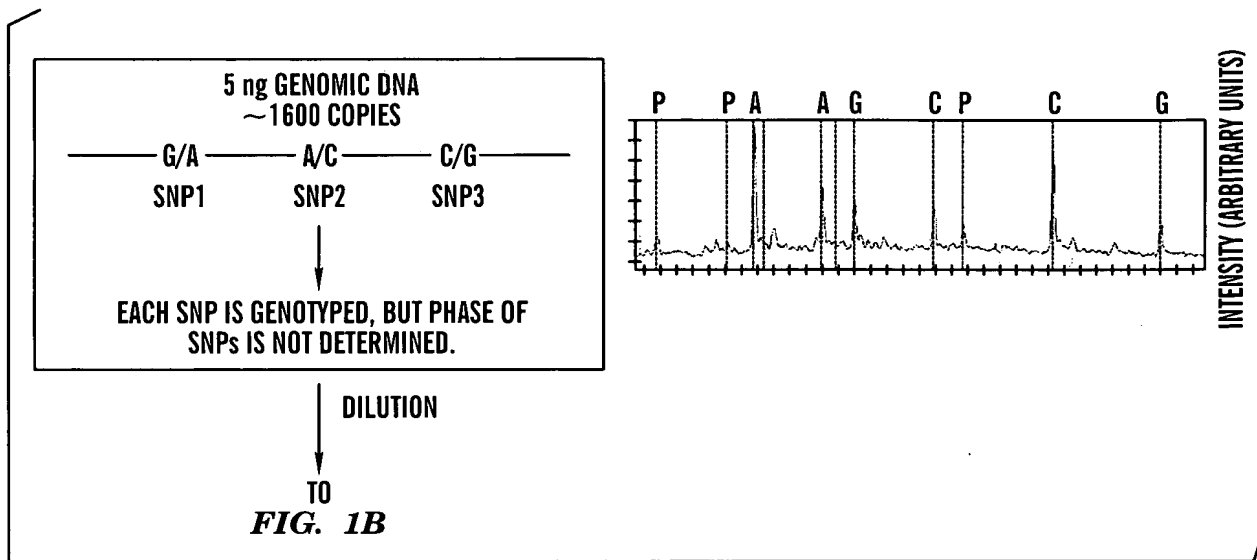 5 ng GENOMIC DNA
~1600 COPIES
G/A A/C C/G
SNP1 SNP2 SNP3
EACH SNP IS GENOTYPED, BUT PHASE OF
SNPs IS NOT DETERMINED.
DILUTION
TO
FIG. 1B
P P A A G C P C G
INTENSITY (ARBITRARY UNITS)